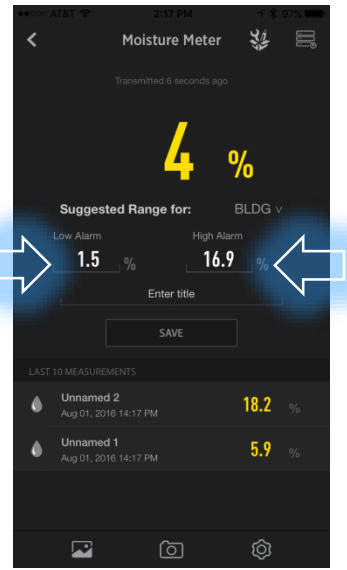 AT&T 2:17 PM 97%
Moisture Meter
Transmitted 6 seconds ago
4 %
Suggested Range for: BLDG
Low Alarm High Alarm
1.5 % 16.9 %
Enter title
SAVE
LAST 10 MEASUREMENTS
Unnamed 2
Aug 01, 2016 14:17 PM
18.2 %
Unnamed 1
Aug 01, 2016 14:17 PM
5.9 %